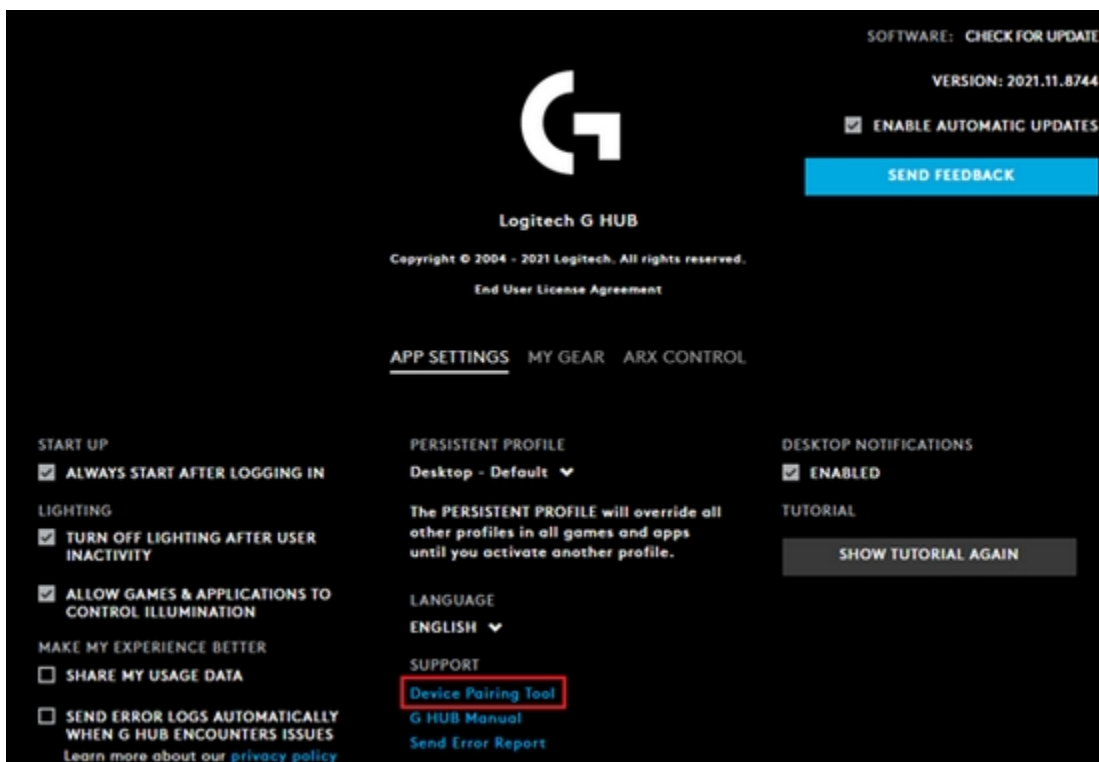 SOFTWARE: CHECK FOR UPDATE
VERSION: 2021.11.8744
ENABLE AUTOMATIC UPDATES
SEND FEEDBACK
Logitech G HUB
Copyright © 2004 - 2021 Logitech. All rights reserved.
End User License Agreement
APP SETTINGS MY GEAR ARX CONTROL
START UP
ALWAYS START AFTER LOGGING IN
LIGHTING
TURN OFF LIGHTING AFTER USER
INACTIVITY
ALLOW GAMES & APPLICATIONS TO
CONTROL ILLUMINATION
MAKE MY EXPERIENCE BETTER
SHARE MY USAGE DATA
SEND ERROR LOGS AUTOMATICALLY
WHEN G HUB ENCOUNTERS ISSUES
Learn more about our privacy policy
PERSISTENT PROFILE
Desktop - Default
The PERSISTENT PROFILE will override all
other profiles in all games and apps
until you activate another profile.
LANGUAGE
ENGLISH
SUPPORT
Device Pairing Tool
G HUB Manual
Send Error Report
DESKTOP NOTIFICATIONS
ENABLED
TUTORIAL
SHOW TUTORIAL AGAIN